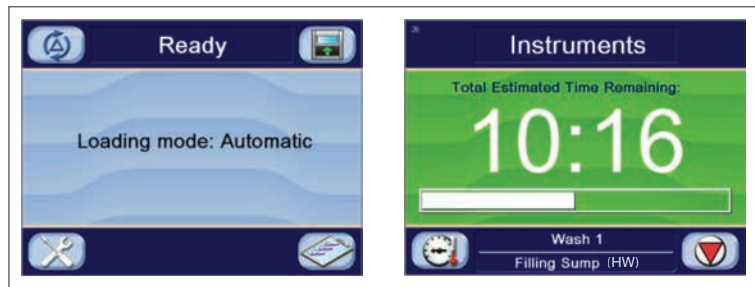 Ready
Loading mode: Automatic
Instruments
Total Estimated Time Remaining:
10:16
Wash 1
Filling Sump (HW)